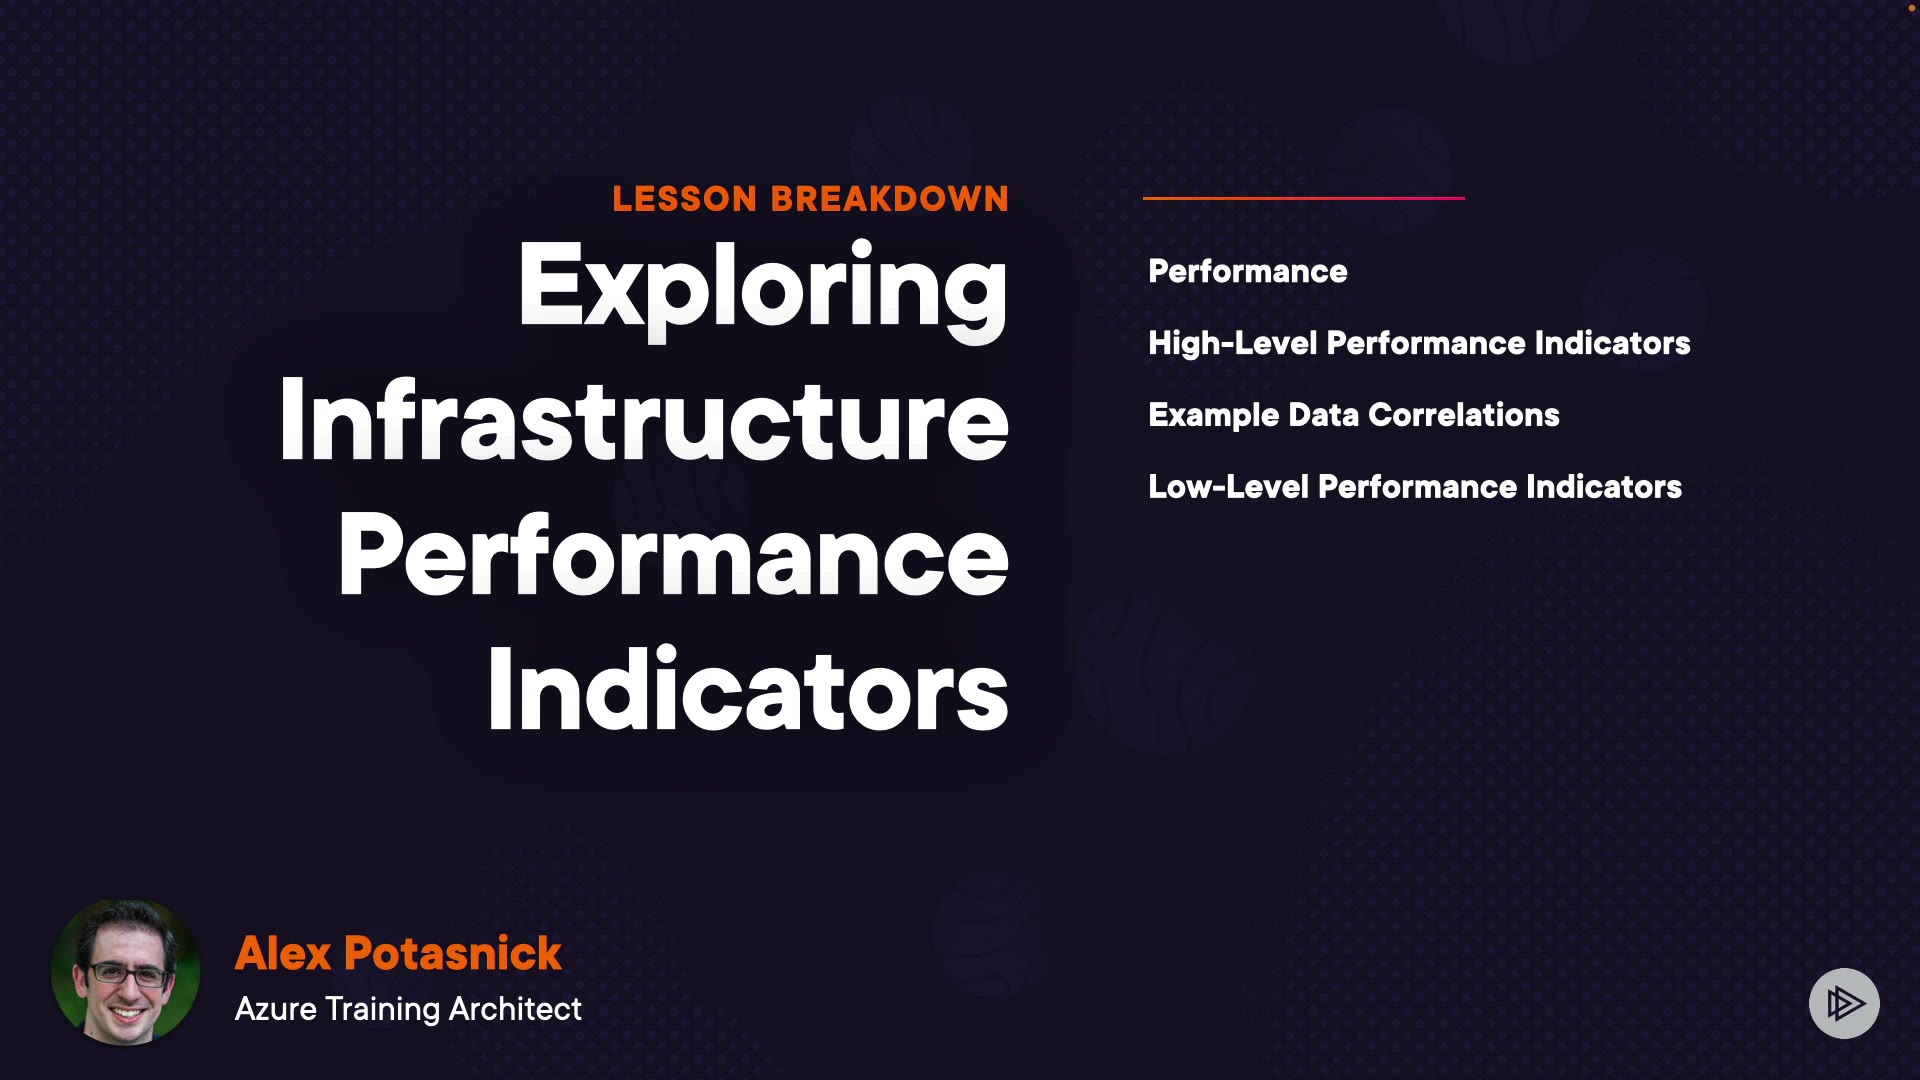 LESSON BREAKDOWN
Exploring
Infrastructure
Performance
Indicators
Performance
High-Level Performance Indicators
Example Data Correlations
Low-Level Performance Indicators
Alex Potasnick
Azure Training Architect